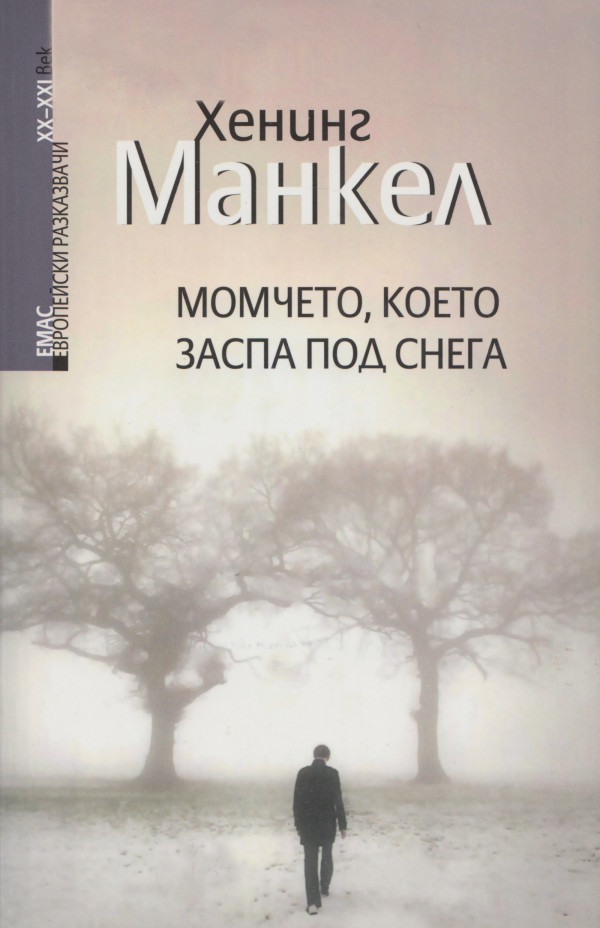 Хенинг
Манкел
МОМЧЕТО, КОЕТО
ЗАСПА ПОД СНЕГА
ЕМАС
ЕВРОПЕЙСКИ РАЗКАЗВАЧИ
XX–XXI Век